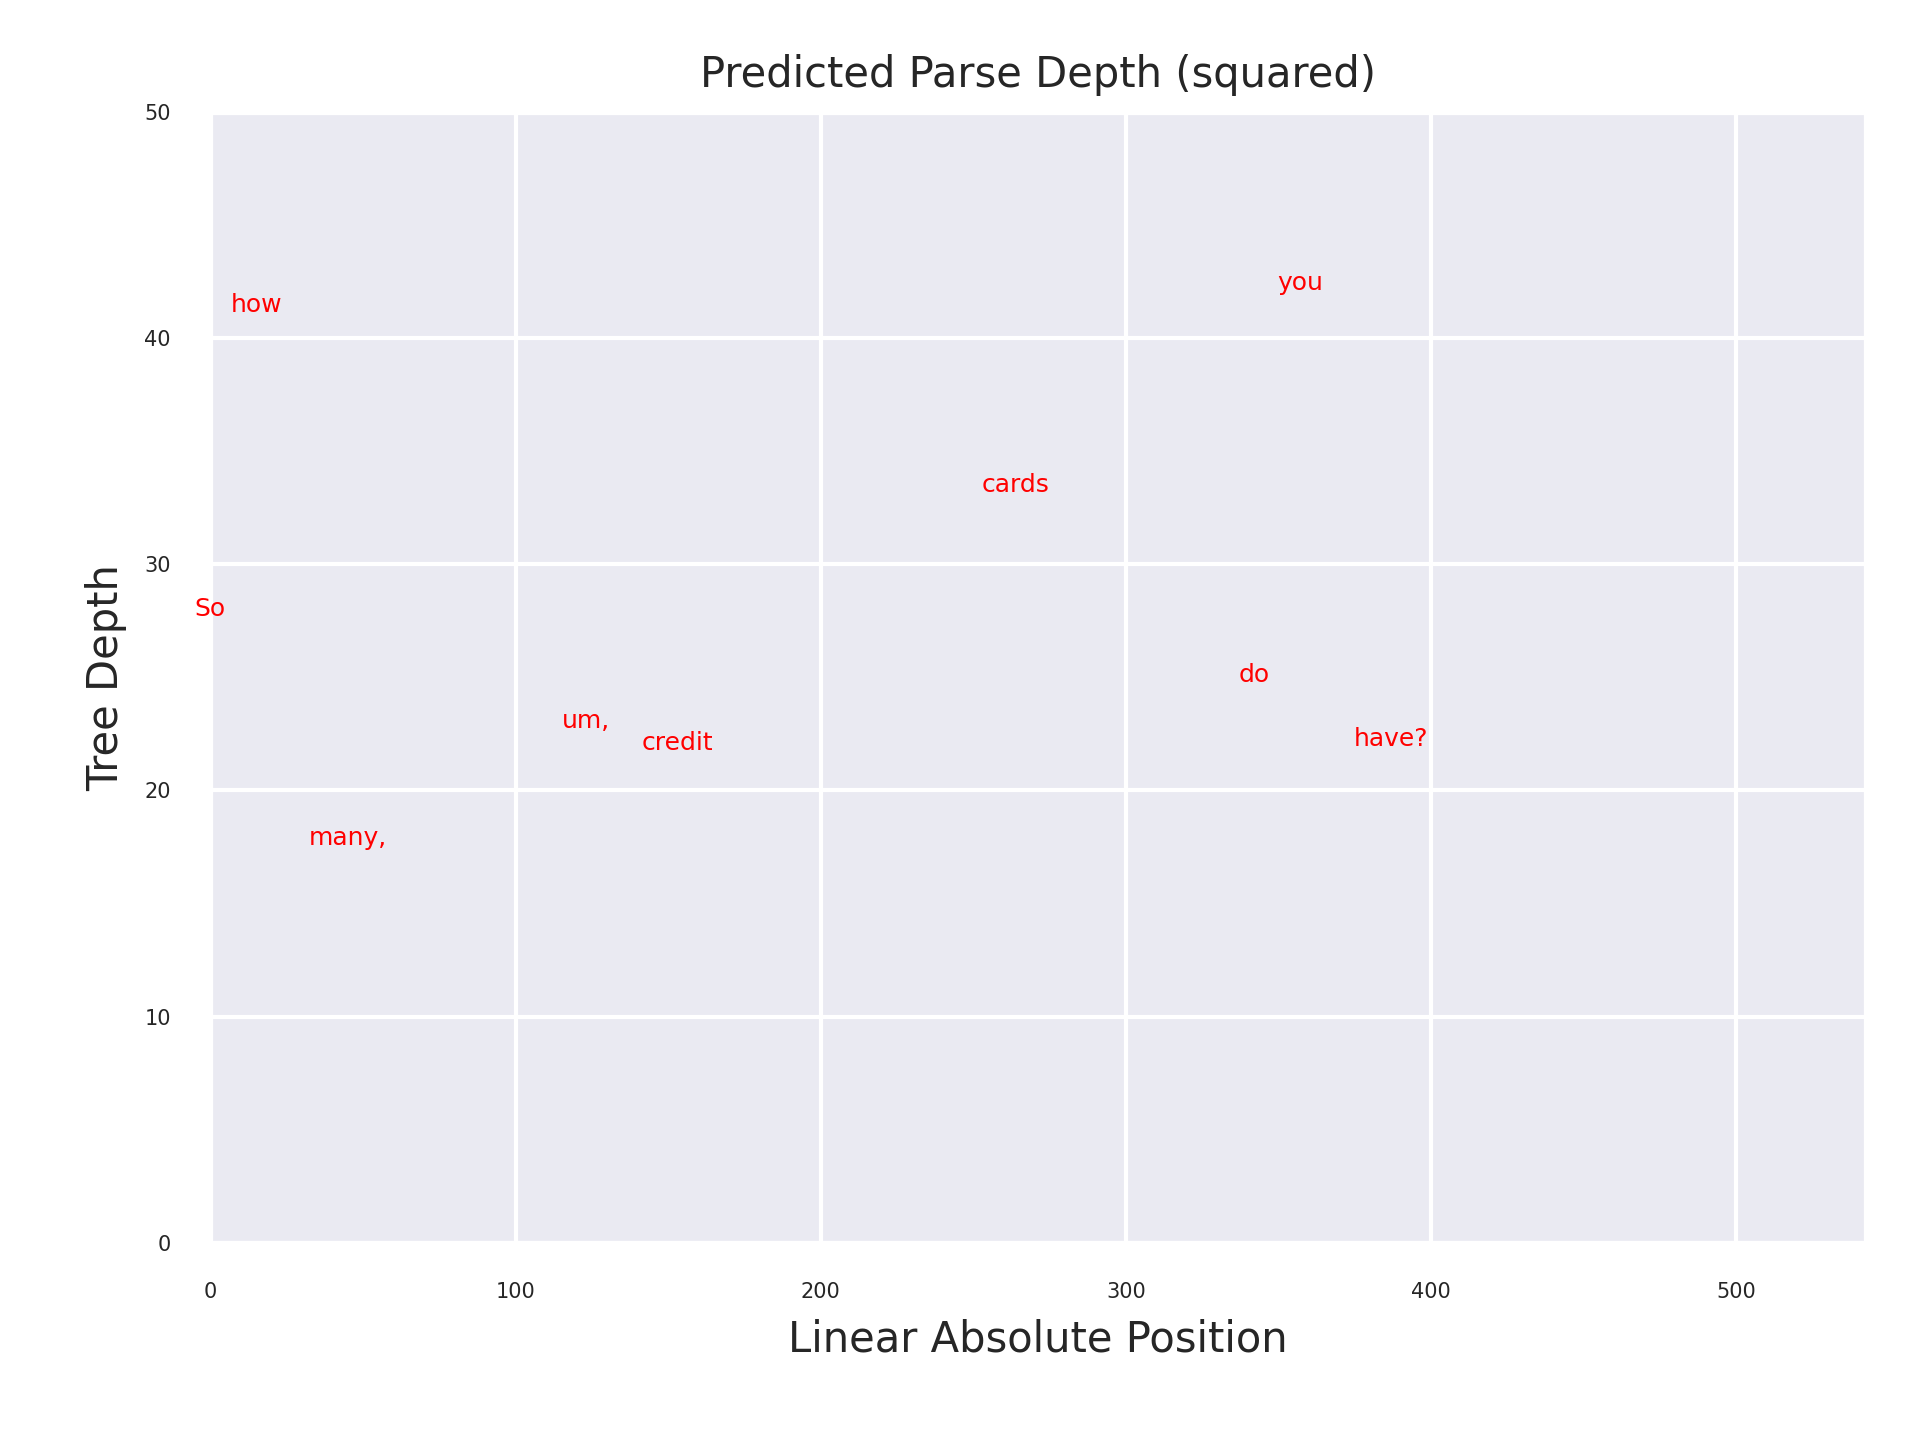 Predicted Parse Depth (squared)
50
how
you
40
cards
30
So
Tree Depth
do
um,
credit
have?
20
many,
10
0
0 100 200 300 400 500
Linear Absolute Position